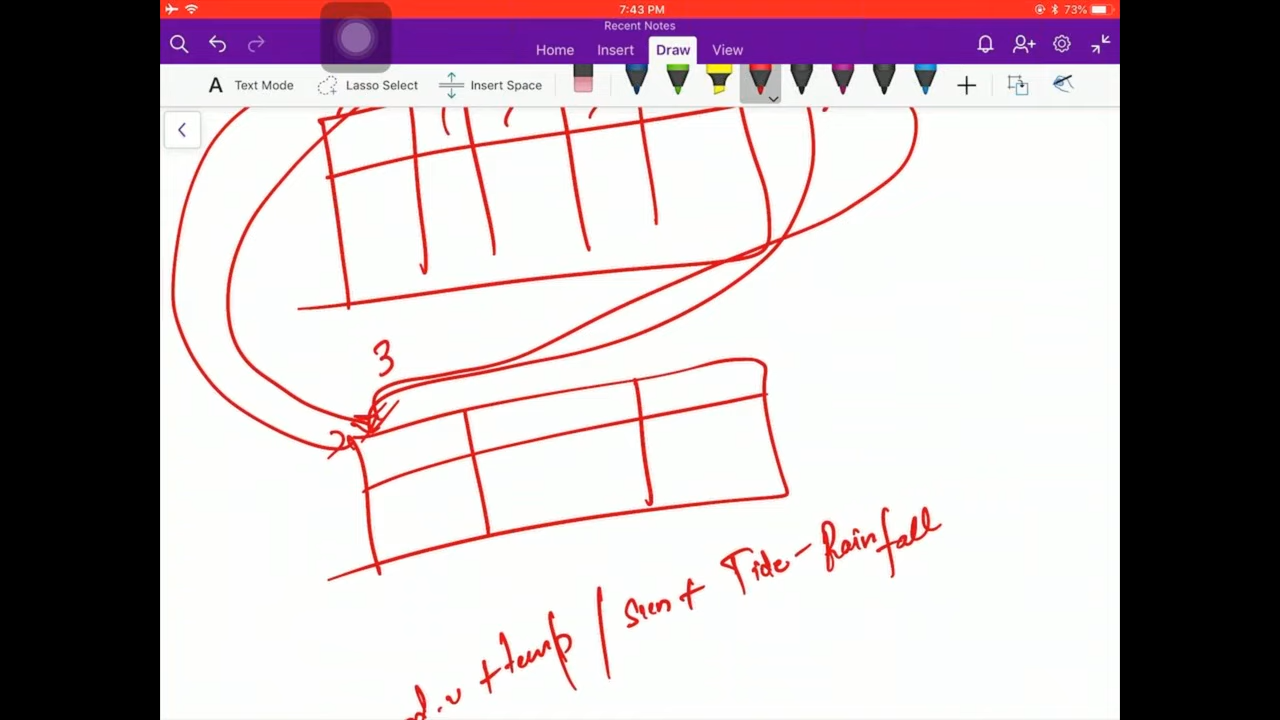 7:43 PM
73%
Recent Notes
Home Insert Draw View
A Text Mode Lasso Select Insert Space
3
+temp / sun + Tide - Rainfall